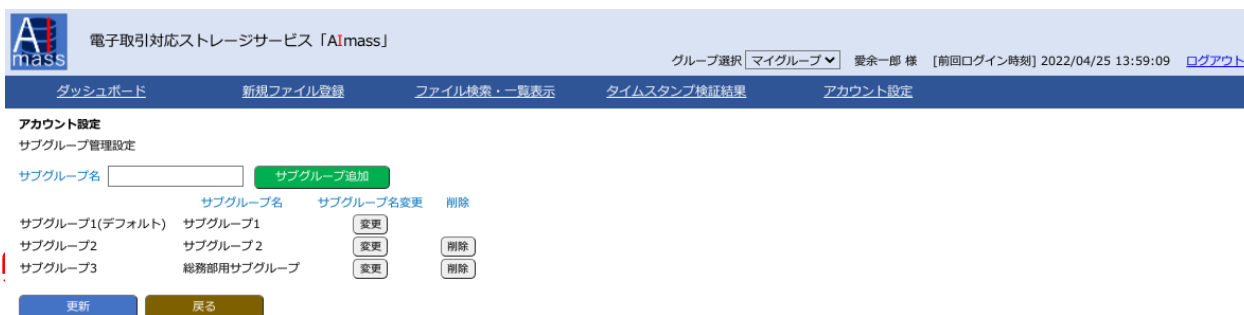 AI
mass
電子取引対応ストレージサービス「AImass」
グループ選択 マイグループ 愛余一郎 様 [前回ログイン時刻] 2022/04/25 13:59:09 ログアウト
ダッシュボード 新規ファイル登録 ファイル検索・一覧表示 タイムスタンプ検証結果 アカウント設定
アカウント設定
サブグループ管理設定
サブグループ名 サブグループ追加
サブグループ名 サブグループ名変更 削除
サブグループ1(デフォルト) サブグループ1 変更
サブグループ2 サブグループ2 変更 削除
サブグループ3 総務部用サブグループ 変更 削除
更新 戻る